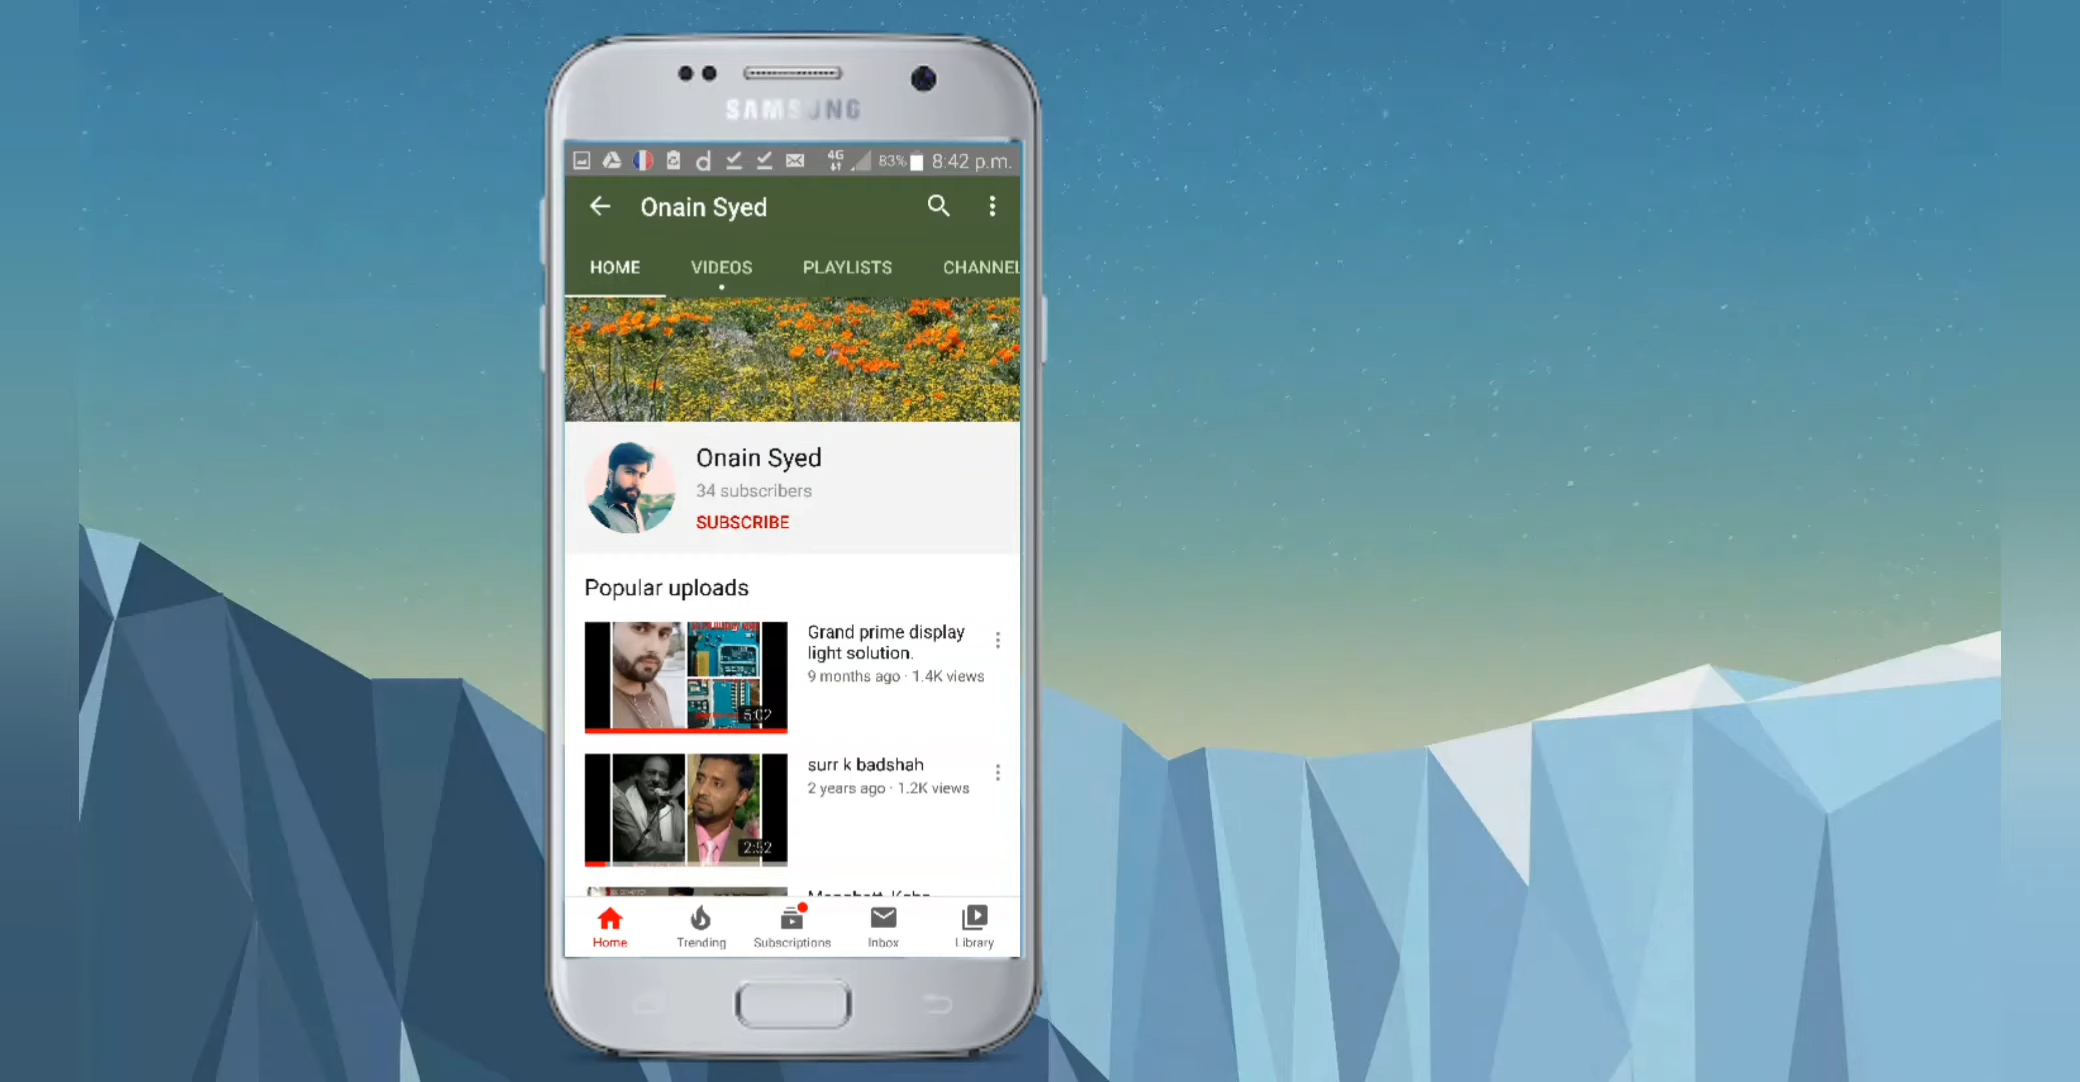 SAMSUNG
4G 83% 8:42 p.m.
Onain Syed
HOME VIDEOS PLAYLISTS CHANNEL
Onain Syed
34 subscribers
SUBSCRIBE
Popular uploads
Grand prime display
light solution.
9 months ago · 1.4K views
5:02
surr k badshah
2 years ago · 1.2K views
2:52
Home Trending Subscriptions Inbox Library